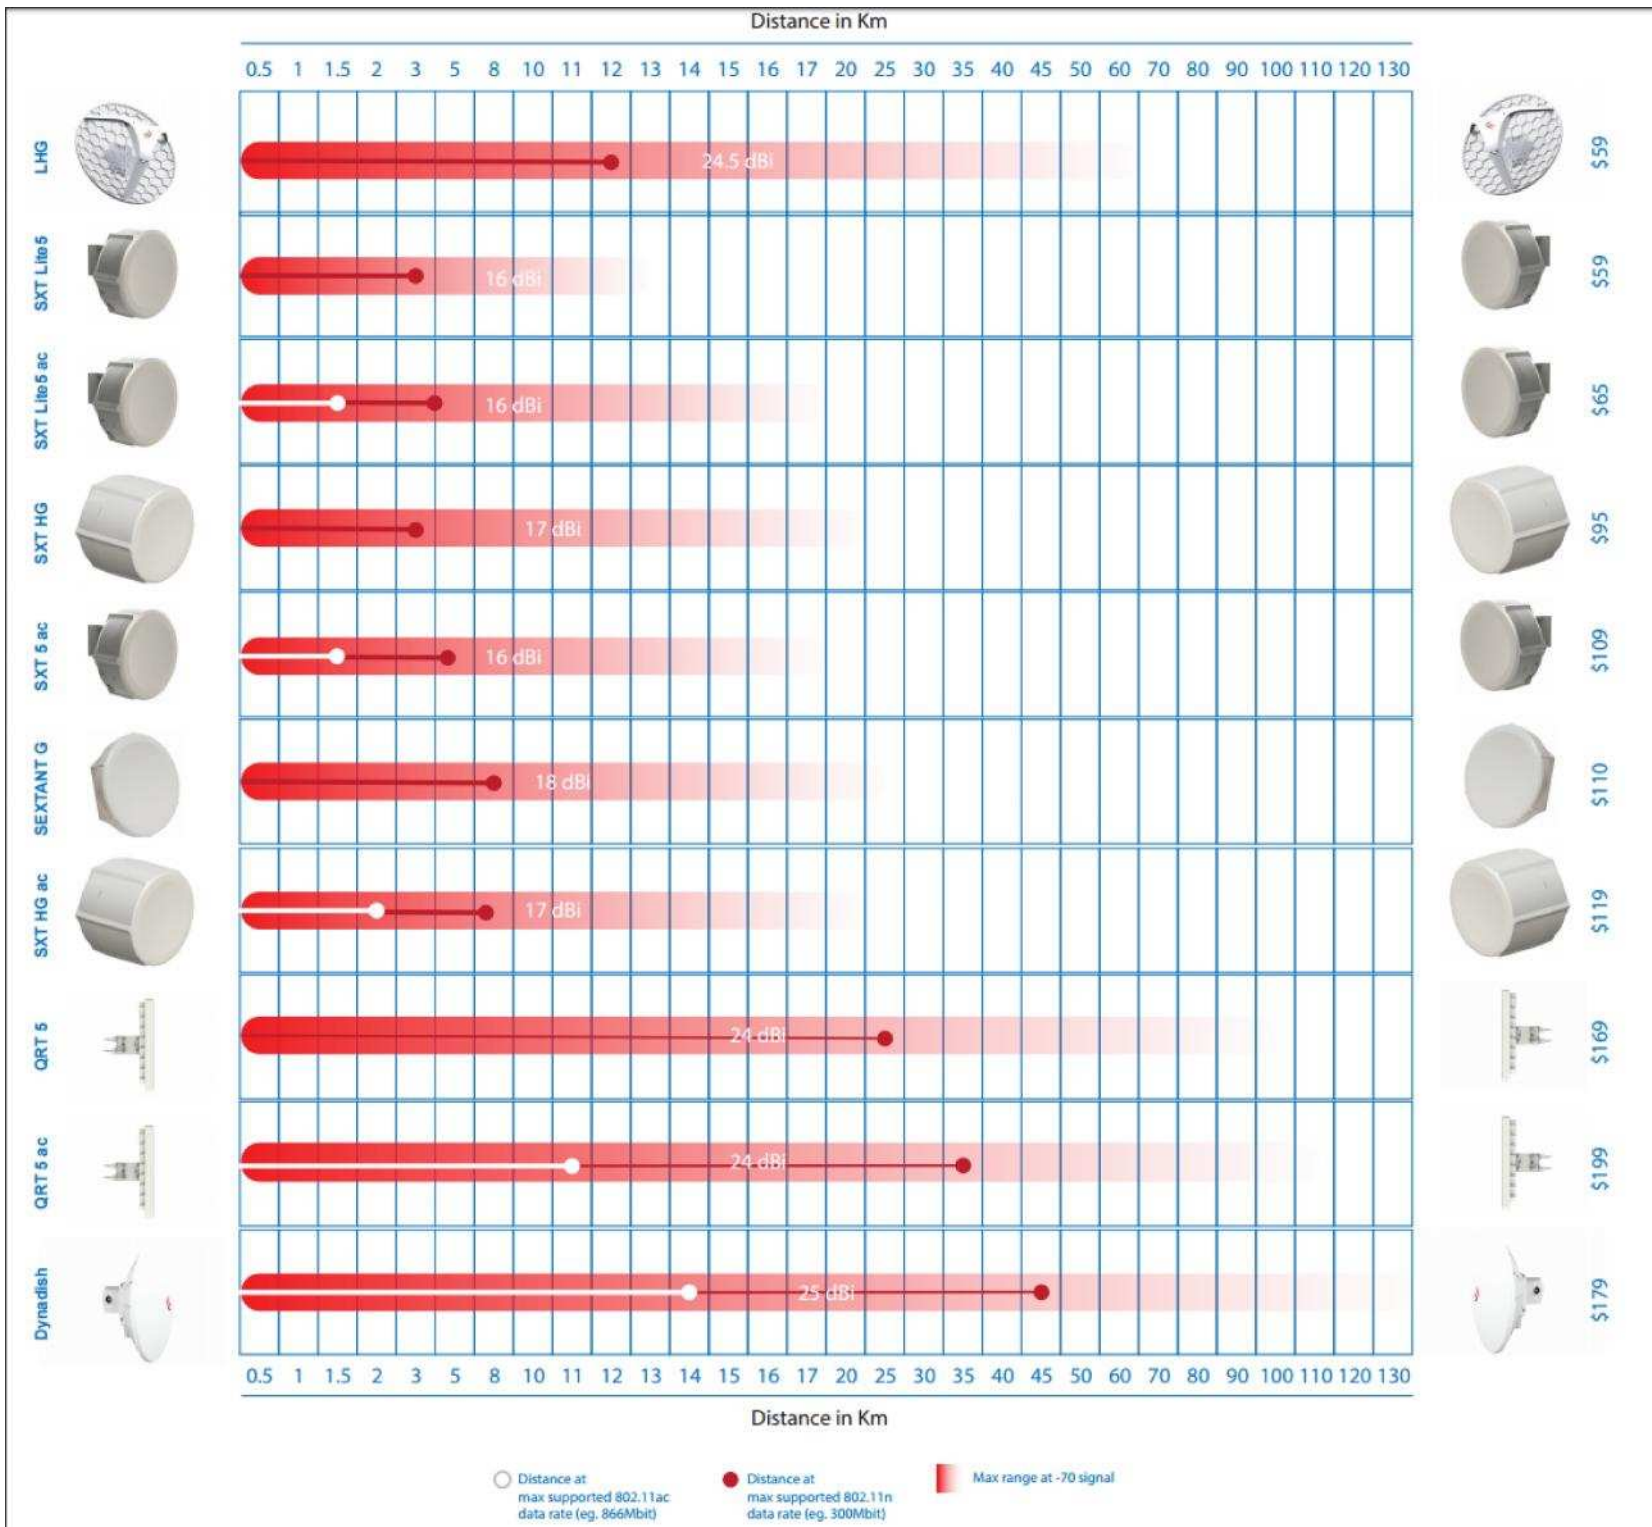 Distance in Km
0.5 1 1.5 2 3 5 8 10 11 12 13 14 15 16 17 20 25 30 35 40 45 50 60 70 80 90 100 110 120 130
LHG 24.5 dBi $59
SXT Lite5 16 dBi $59
SXT Lite5 ac 16 dBi $65
SXT HG 17 dBi $95
SXT 5 ac 16 dBi $109
SEXTANT G 18 dBi $110
SXT HG ac 17 dBi $119
QRT 5 24 dBi $169
QRT 5 ac 24 dBi $199
Dynadish 25 dBi $179
0.5 1 1.5 2 3 5 8 10 11 12 13 14 15 16 17 20 25 30 35 40 45 50 60 70 80 90 100 110 120 130
Distance in Km
Distance at
max supported 802.11ac
data rate (eg. 866Mbit)
Distance at
max supported 802.11n
data rate (eg. 300Mbit)
Max range at -70 signal